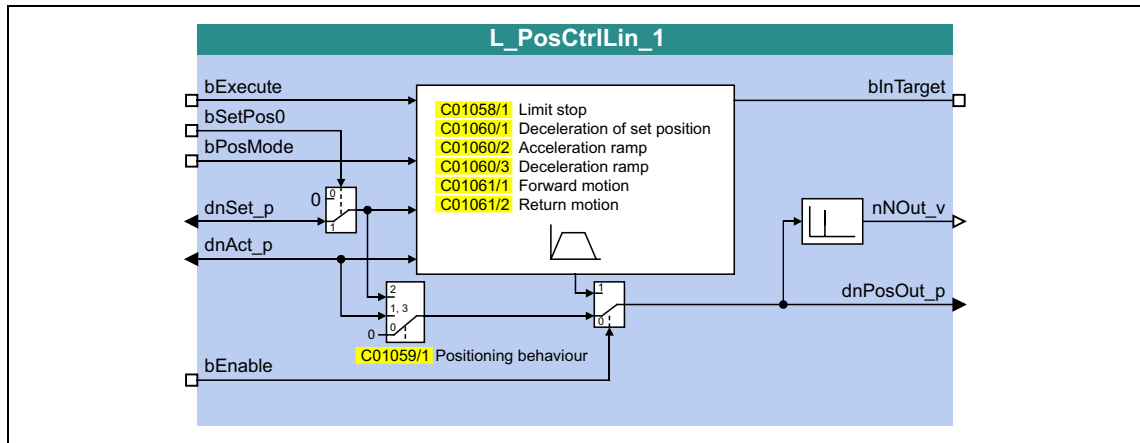 L_PosCtrlLin_1
bExecute
bInTarget
C01058/1 Limit stop
bSetPos0
C01060/1 Deceleration of set position
C01060/2 Acceleration ramp
bPosMode
C01060/3 Deceleration ramp
C01061/1 Forward motion
0
0
C01061/2 Return motion
dnSet_p
1
nNOut_v
dnAct_p
2
1
dnPosOut_p
1, 3
0
0
0
C01059/1 Positioning behaviour
bEnable